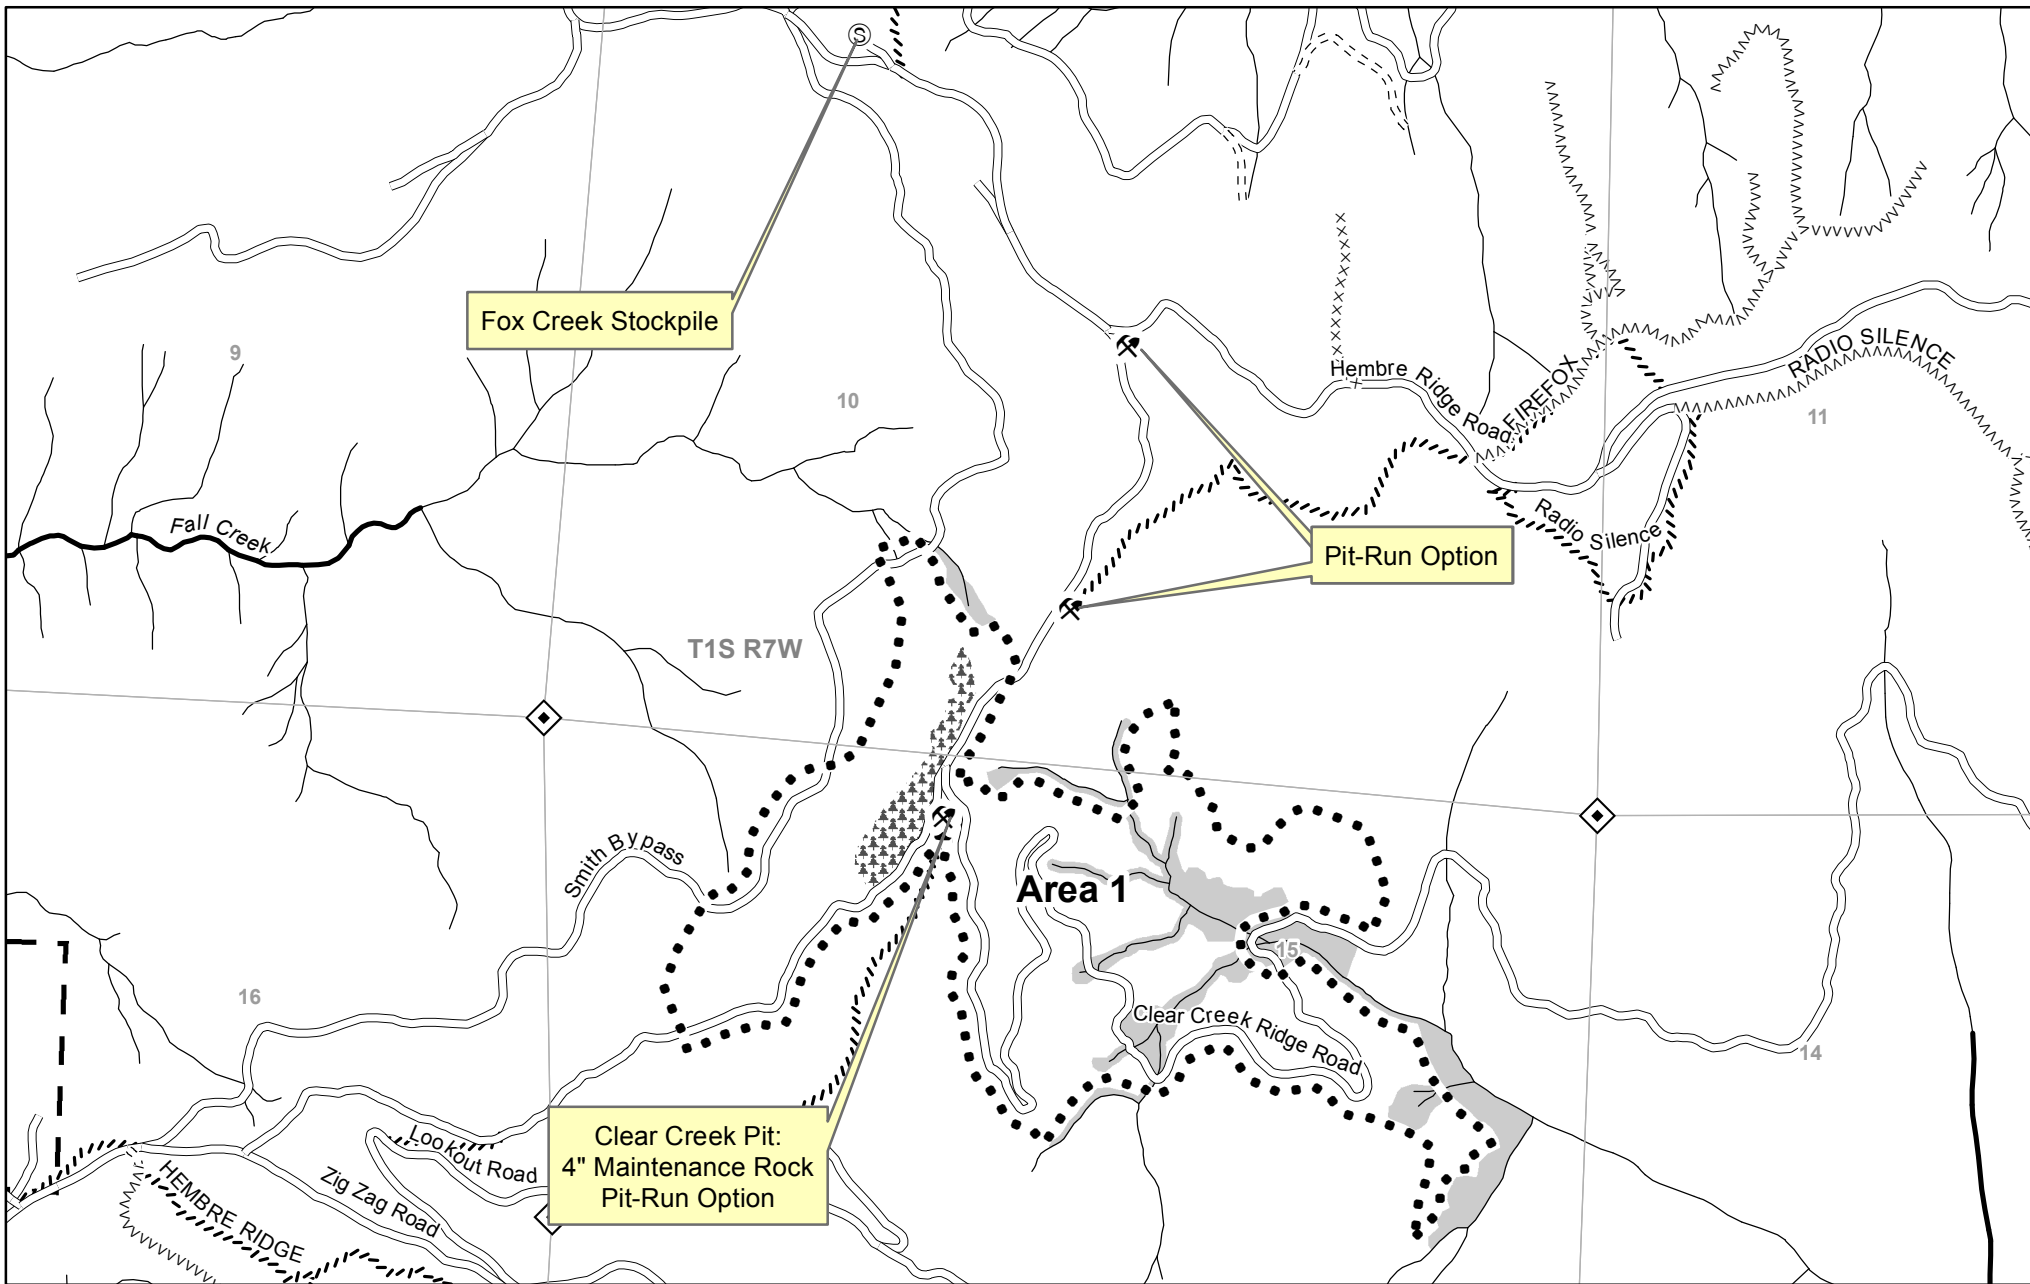 S
Fox Creek Stockpile
9
10
Hembre Ridge Road
FIREFOX
RADIO SILENCE
11
Fall Creek
Radio Silence
Pit-Run Option
T1S R7W
Smith Bypass
Area 1
15
16
Clear Creek Ridge Road
14
Clear Creek Pit:
4" Maintenance Rock
Pit-Run Option
Lookout Road
Zig Zag Road
HEMBRE RIDGE